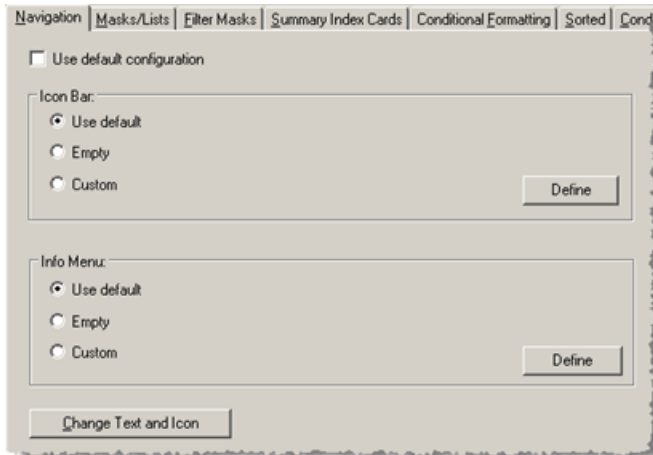 Navigation Masks/Lists Filter Masks Summary Index Cards Conditional Formatting Sorted Cond
Use default configuration
Icon Bar:
Use default
Empty
Custom
Define
Info Menu:
Use default
Empty
Custom
Define
Change Text and Icon